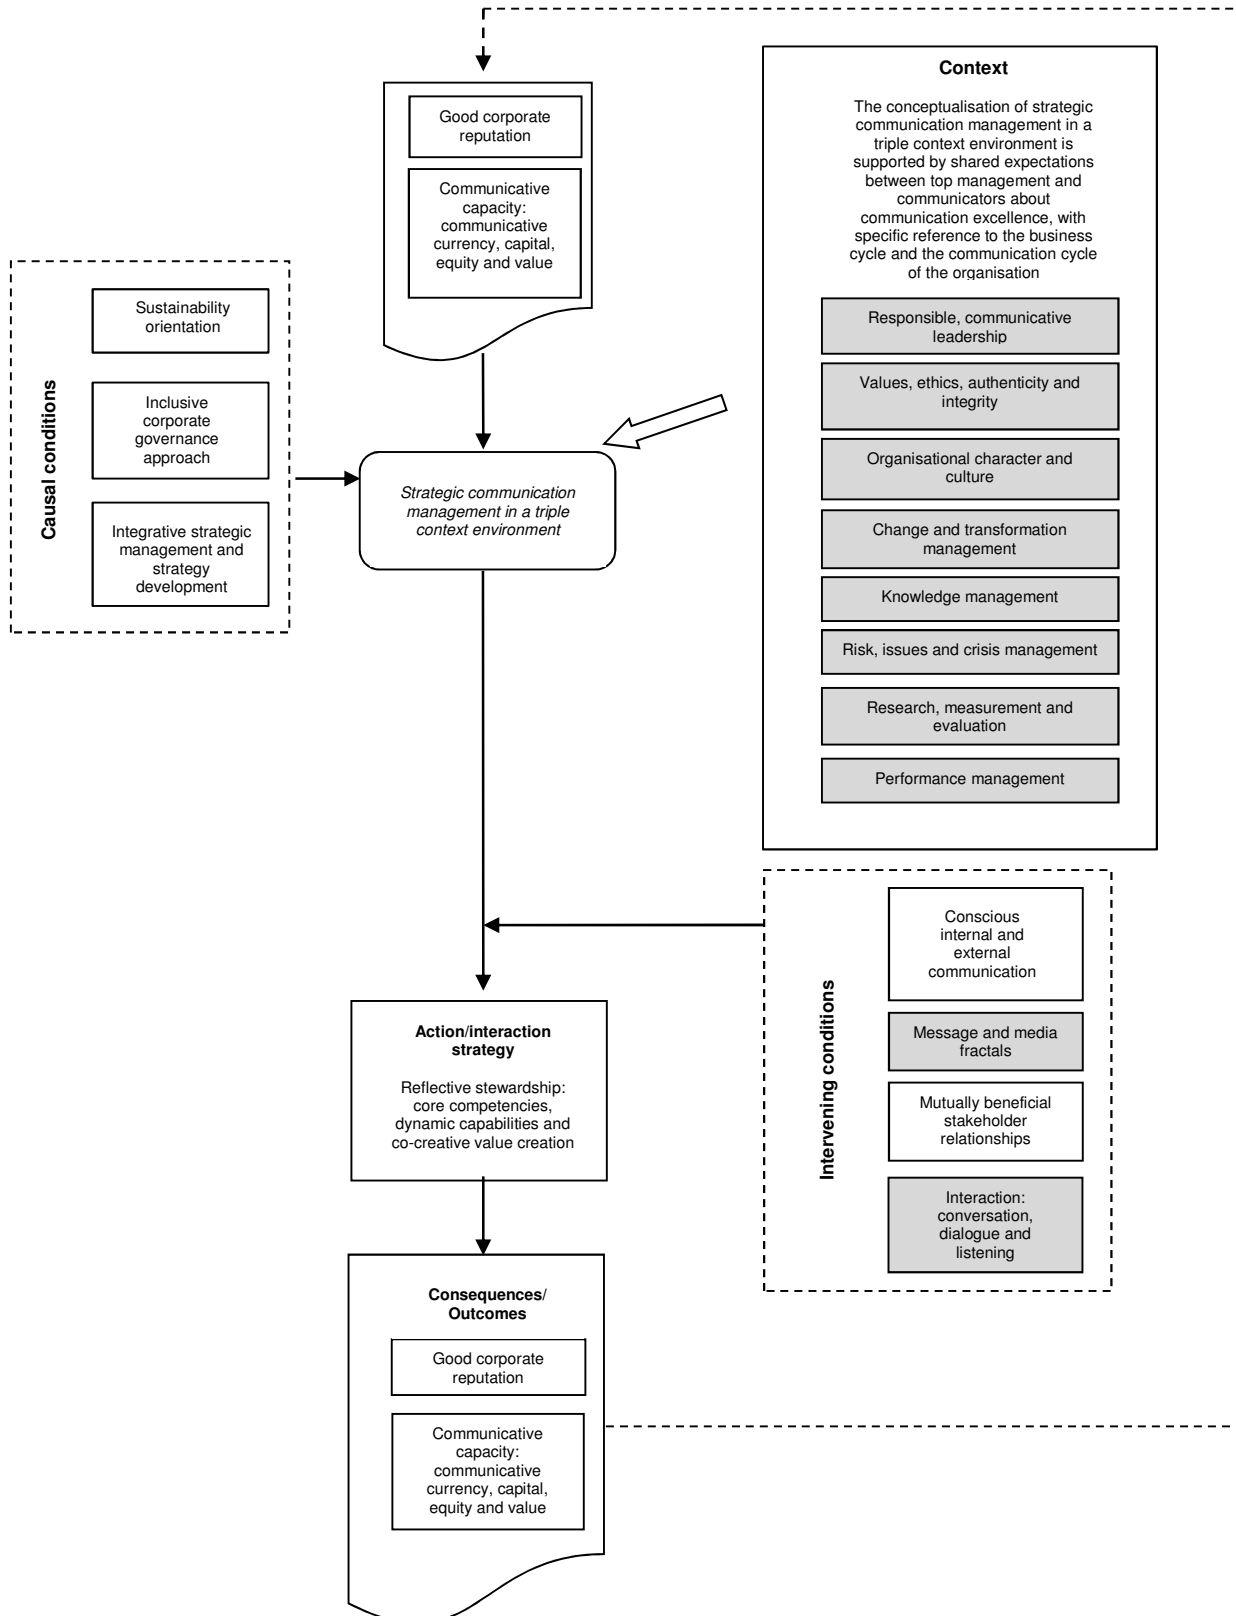 Good corporate
reputation
Communicative
capacity:
communicative
currency, capital,
equity and value
Causal conditions
Sustainability
orientation
Inclusive
corporate
governance
approach
Integrative strategic
management and
strategy
development
Strategic communication
management in a triple
context environment
Context
The conceptualisation of strategic
communication management in a
triple context environment is
supported by shared expectations
between top management and
communicators about
communication excellence, with
specific reference to the business
cycle and the communication cycle
of the organisation
Responsible, communicative
leadership
Values, ethics, authenticity and
integrity
Organisational character and
culture
Change and transformation
management
Knowledge management
Risk, issues and crisis management
Research, measurement and
evaluation
Performance management
Intervening conditions
Conscious
internal and
external
communication
Message and media
fractals
Mutually beneficial
stakeholder
relationships
Interaction:
conversation,
dialogue and
listening
Action/interaction
strategy
Reflective stewardship:
core competencies,
dynamic capabilities and
co-creative value creation
Consequences/
Outcomes
Good corporate
reputation
Communicative
capacity:
communicative
currency, capital,
equity and value